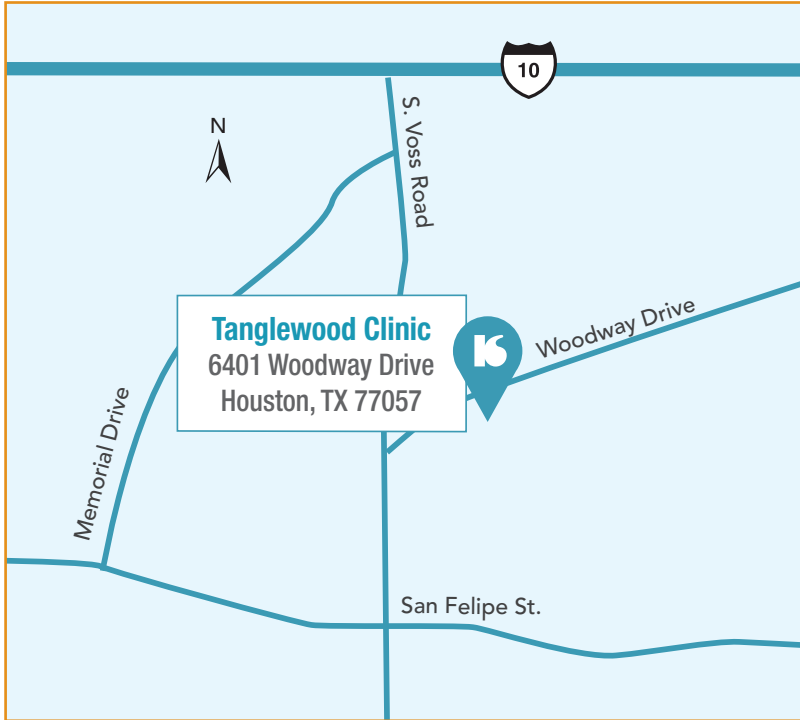 10
N
S. Voss Road
Tanglewood Clinic
6401 Woodway Drive
Houston, TX 77057
Woodway Drive
Memorial Drive
San Felipe St.